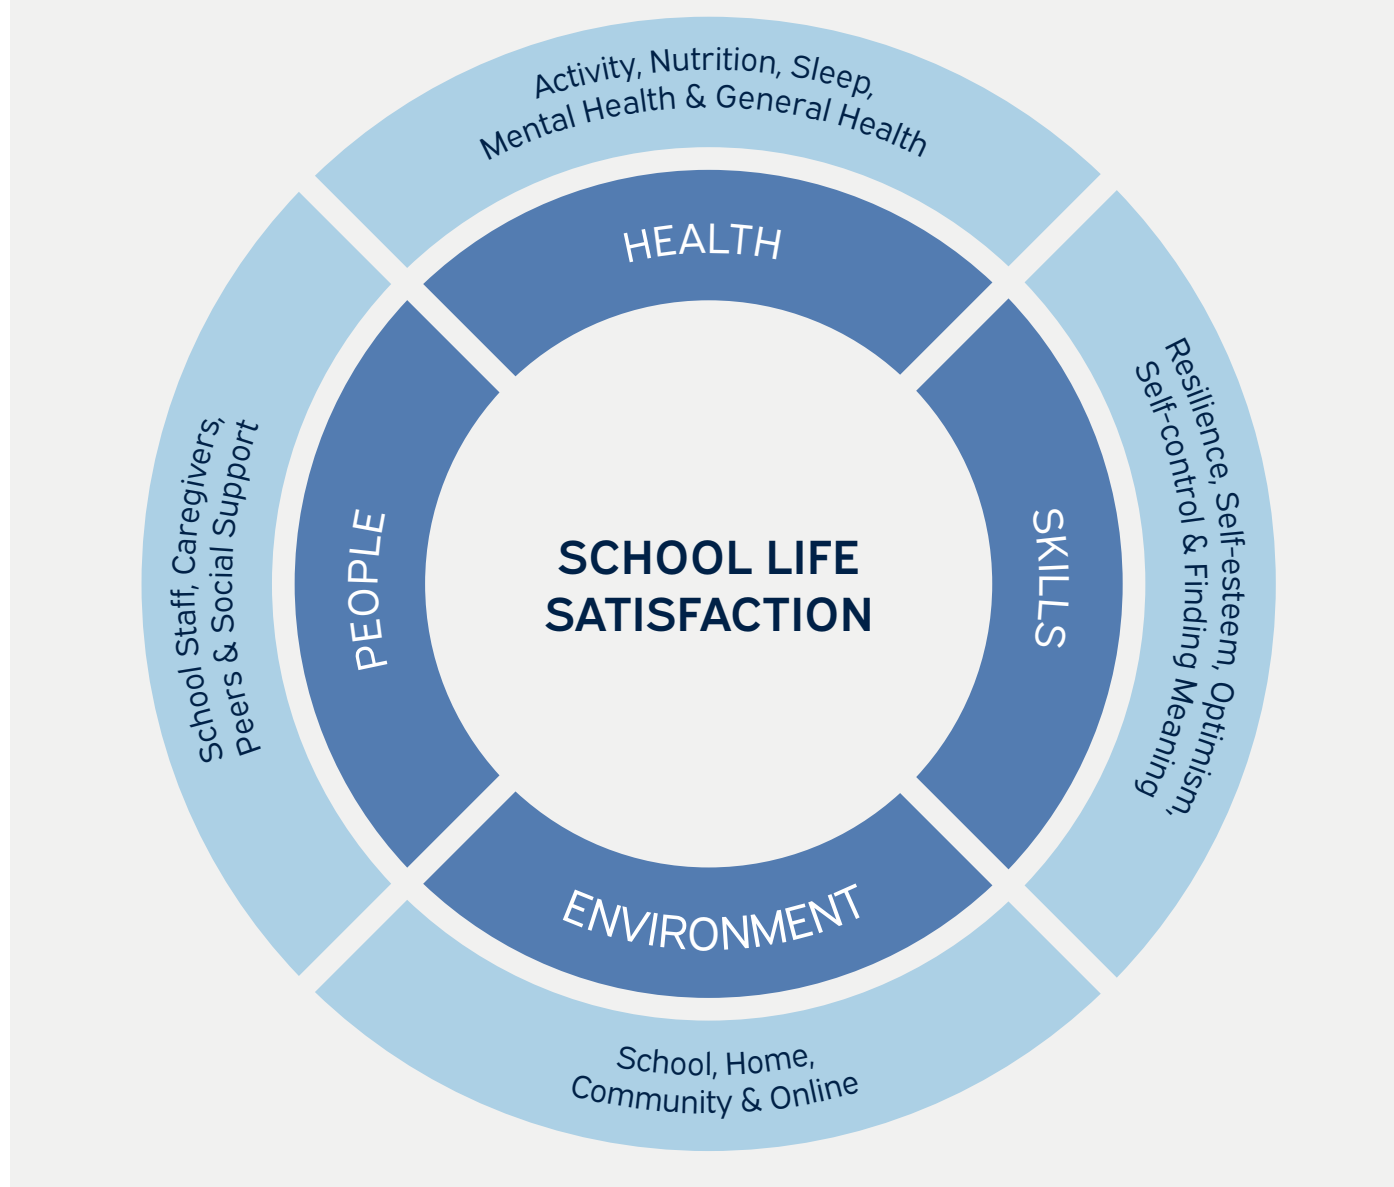 Activity, Nutrition, Sleep,
Mental Health & General Health
HEALTH
Resilience, Self-esteem, Optimism,
Self-control & Finding Meaning
SKILLS
SCHOOL LIFE
SATISFACTION
PEOPLE
School Staff, Caregivers,
Peers & Social Support
ENVIRONMENT
School, Home,
Community & Online